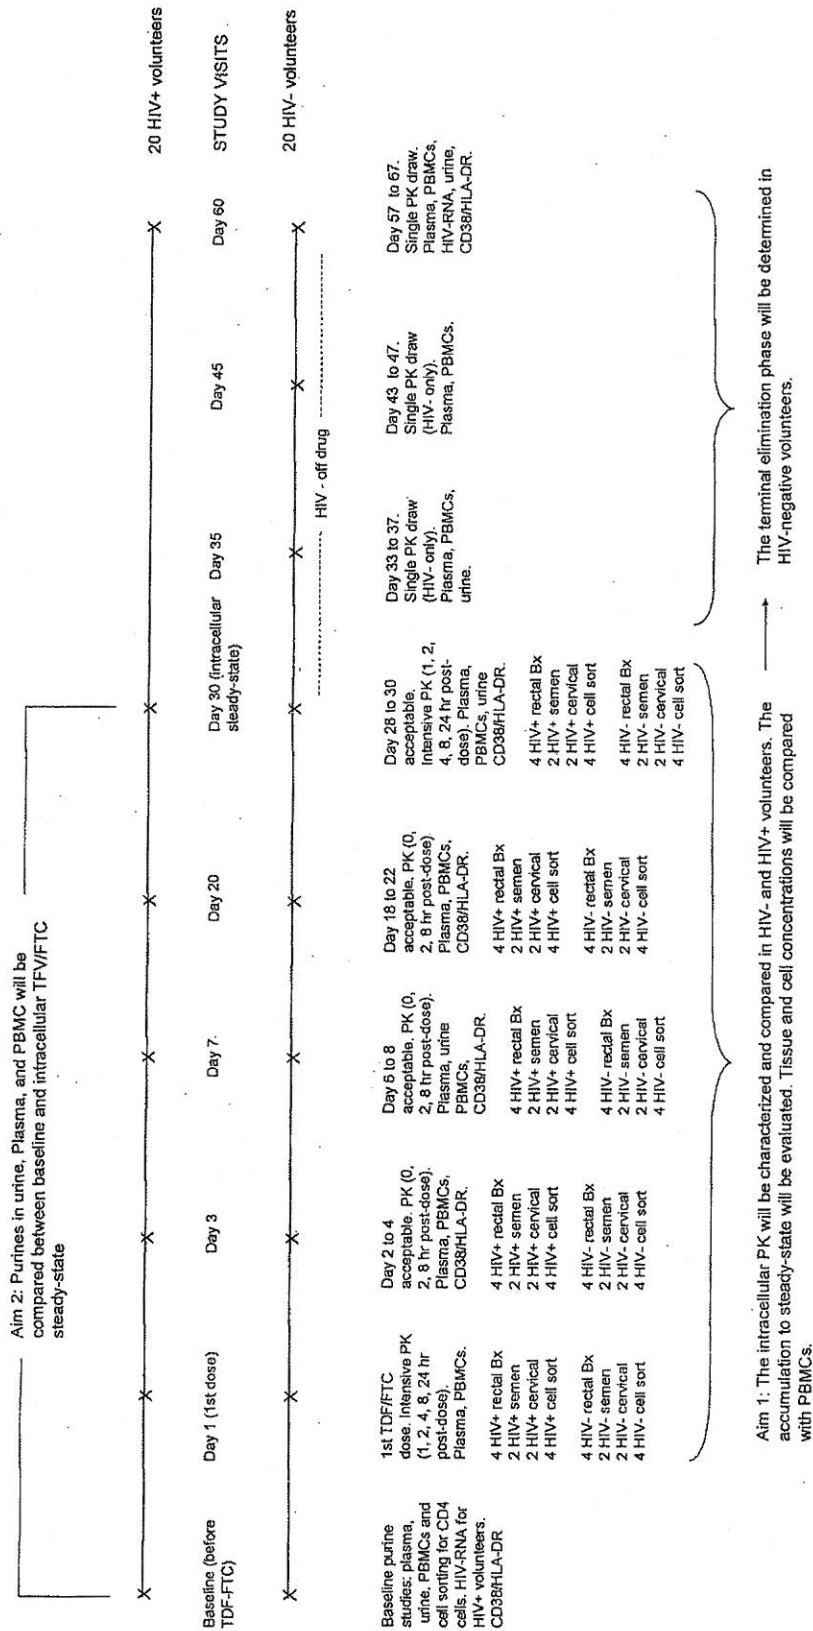 Aim 2: Purines in urine, Plasma, and PBMC will be
compared between baseline and intracellular TFV/FTC
steady-state
20 HIV+ volunteers
Baseline (before
TDF-FTC)
Day 1 (1st dose)
Day 3
Day 7
Day 20
Day 30 (intracellular
steady-state)
Day 35
Day 45
Day 60
STUDY VISITS
20 HIV- volunteers
HIV - off drug
Baseline purine
studies: plasma,
urine, PBMCs and
cell sorting for CD4
cells. HIV-RNA for
HIV+ volunteers.
CD38/HLA-DR
1st TDF/FTC
dose. Intensive PK
(1, 2, 4, 8, 24 hr
post-dose).
Plasma, PBMCs.
4 HIV+ rectal Bx
2 HIV+ semen
2 HIV+ cervical
4 HIV+ cell sort
4 HIV- rectal Bx
2 HIV- semen
2 HIV- cervical
4 HIV- cell sort
Day 2 to 4
acceptable. PK (0,
2, 8 hr post-dose).
Plasma, PBMCs,
CD38/HLA-DR.
4 HIV+ rectal Bx
2 HIV+ semen
2 HIV+ cervical
4 HIV+ cell sort
4 HIV- rectal Bx
2 HIV- semen
2 HIV- cervical
4 HIV- cell sort
Day 6 to 8
acceptable. PK (0,
2, 8 hr post-dose).
Plasma, urine
PBMCs,
CD38/HLA-DR.
4 HIV+ rectal Bx
2 HIV+ semen
2 HIV+ cervical
4 HIV+ cell sort
4 HIV- rectal Bx
2 HIV- semen
2 HIV- cervical
4 HIV- cell sort
Day 18 to 22
acceptable. PK (0,
2, 8 hr post-dose).
Plasma, PBMCs,
CD38/HLA-DR.
4 HIV+ rectal Bx
2 HIV+ semen
2 HIV+ cervical
4 HIV+ cell sort
4 HIV- rectal Bx
2 HIV- semen
2 HIV- cervical
4 HIV- cell sort
Day 28 to 30
acceptable.
Intensive PK (1, 2,
4, 8, 24 hr post-
dose). Plasma,
PBMCs, urine
CD38/HLA-DR.
4 HIV+ rectal Bx
2 HIV+ semen
2 HIV+ cervical
4 HIV+ cell sort
4 HIV- rectal Bx
2 HIV- semen
2 HIV- cervical
4 HIV- cell sort
Day 33 to 37.
Single PK draw
(HIV- only).
Plasma, PBMCs,
urine.
Day 43 to 47.
Single PK draw
(HIV- only).
Plasma, PBMCs.
Day 57 to 67.
Single PK draw.
Plasma, PBMCs,
HIV-RNA, urine,
CD38/HLA-DR.
Aim 1: The intracellular PK will be characterized and compared in HIV- and HIV+ volunteers. The
accumulation to steady-state will be evaluated. Tissue and cell concentrations will be compared
with PBMCs.
The terminal elimination phase will be determined in
HIV-negative volunteers.